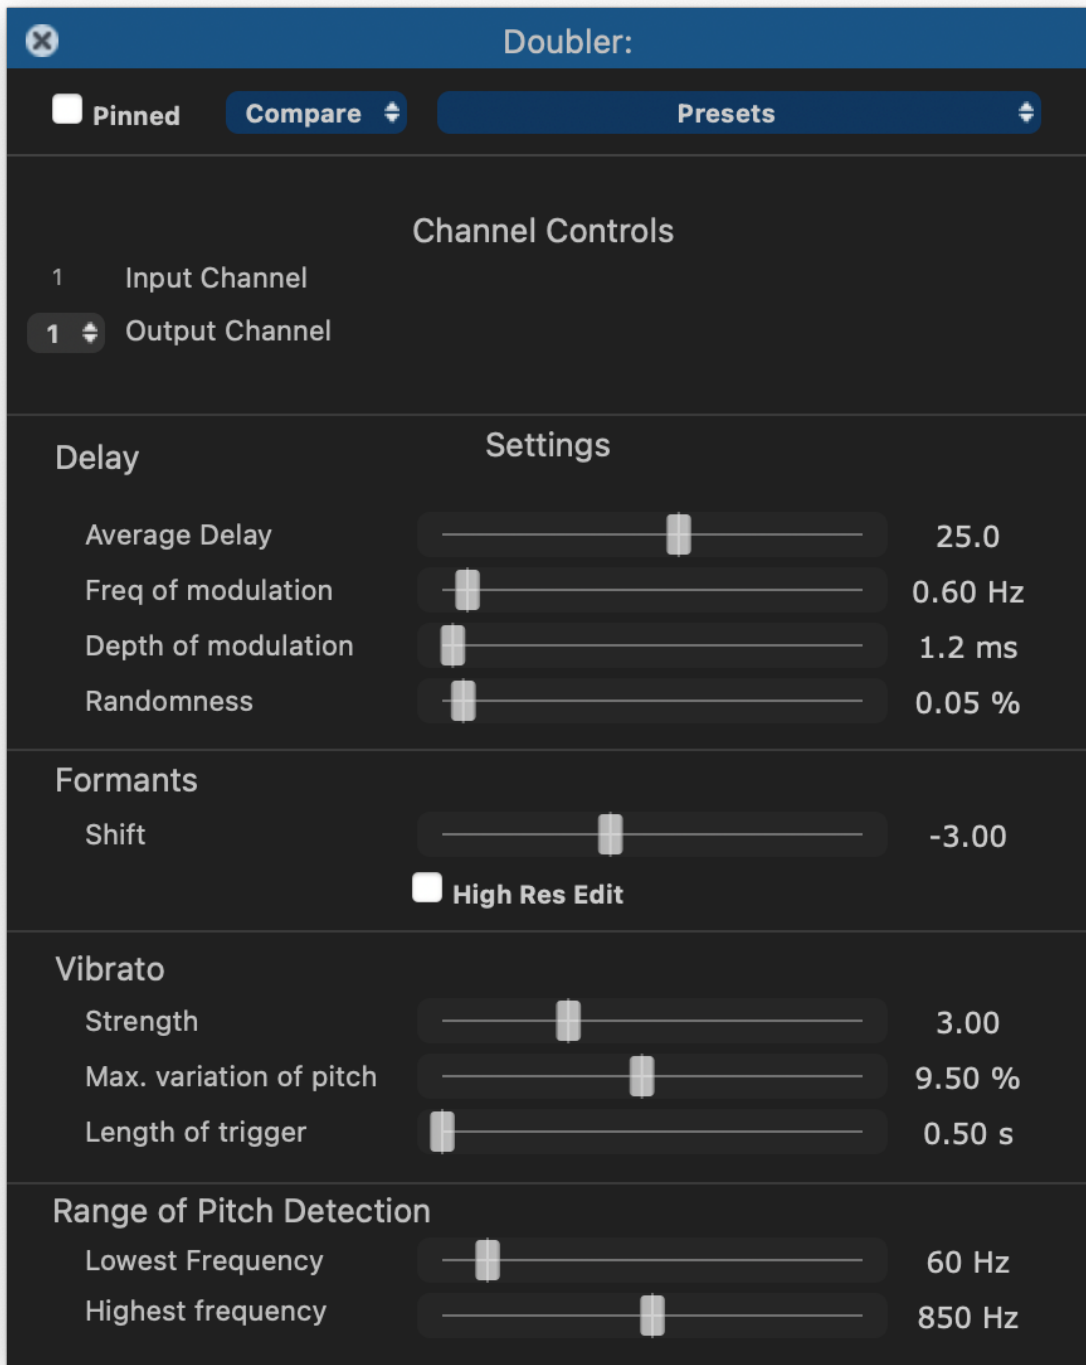 Doubler:
Pinned Compare Presets
Channel Controls
1 Input Channel
1 Output Channel
Settings
Delay
Average Delay 25.0
Freq of modulation 0.60 Hz
Depth of modulation 1.2 ms
Randomness 0.05 %
Formants
Shift -3.00
High Res Edit
Vibrato
Strength 3.00
Max. variation of pitch 9.50 %
Length of trigger 0.50 s
Range of Pitch Detection
Lowest Frequency 60 Hz
Highest frequency 850 Hz